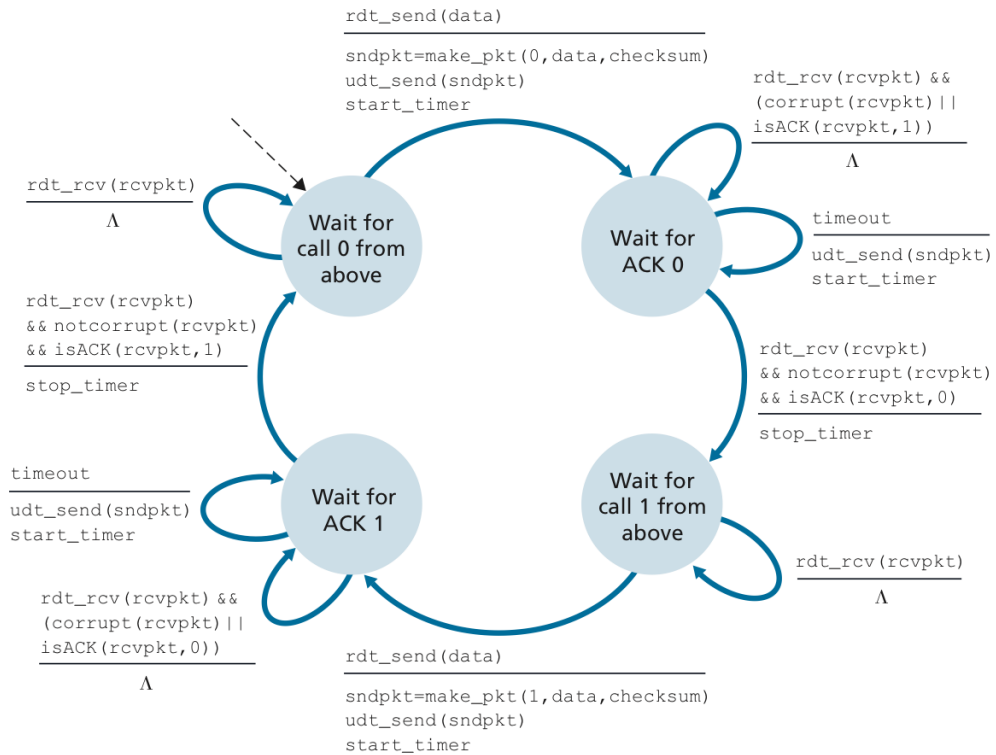 rdt_send(data)
sndpkt=make_pkt(0,data,checksum)
udt_send(sndpkt)
start_timer
rdt_rcv(rcvpkt) &&
(corrupt(rcvpkt)||
isACK(rcvpkt,1))
Λ
rdt_rcv(rcvpkt)
Λ
Wait for
call 0 from
above
Wait for
ACK 0
timeout
udt_send(sndpkt)
start_timer
rdt_rcv(rcvpkt)
&& notcorrupt(rcvpkt)
&& isACK(rcvpkt,1)
stop_timer
rdt_rcv(rcvpkt)
&& notcorrupt(rcvpkt)
&& isACK(rcvpkt,0)
stop_timer
timeout
udt_send(sndpkt)
start_timer
Wait for
ACK 1
Wait for
call 1 from
above
rdt_rcv(rcvpkt)
Λ
rdt_rcv(rcvpkt) &&
(corrupt(rcvpkt)||
isACK(rcvpkt,0))
Λ
rdt_send(data)
sndpkt=make_pkt(1,data,checksum)
udt_send(sndpkt)
start_timer